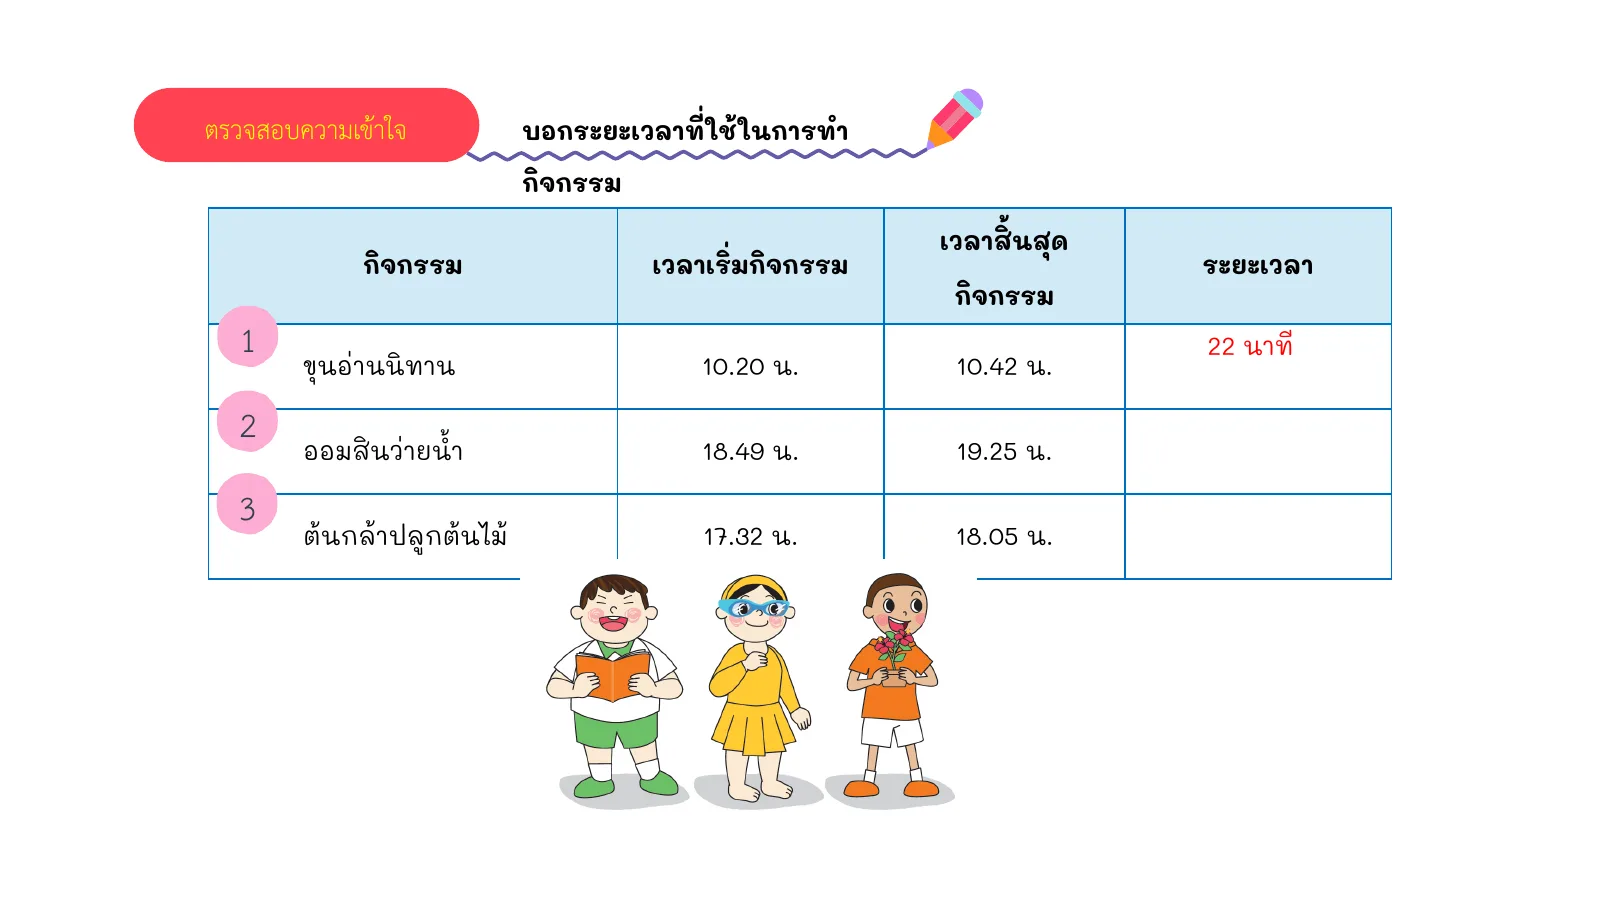 ตรวจสอบความเข้าใจ
บอกระยะเวลาที่ใช้ในการทำ
กิจกรรม
กิจกรรม เวลาเริ่มกิจกรรม เวลาสิ้นสุด กิจกรรม ระยะเวลา
1 ขุนอ่านนิทาน 10.20 น. 10.42 น. 22 นาที
2 ออมสินว่ายน้ำ 18.49 น. 19.25 น.
3 ต้นกล้าปลูกต้นไม้ 17.32 น. 18.05 น.